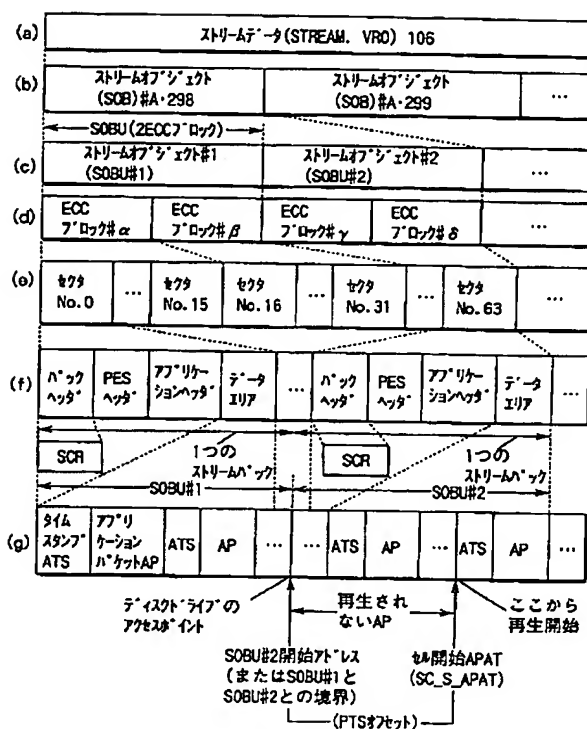 (a)
ストリームデータ(STREAM. VRO) 106
(b)
ストリームオブジェクト
(SOB)#A・298
ストリームオブジェクト
(SOB)#A・299
...
SOBU(2ECCブロック)
(c)
ストリームオブジェクト#1
(SOBU#1)
ストリームオブジェクト#2
(SOBU#2)
...
(d)
ECC
ブロック#α
ECC
ブロック#β
ECC
ブロック#γ
ECC
ブロック#δ
...
(e)
セクタ
No.0
...
セクタ
No.15
セクタ
No.16
...
セクタ
No.31
...
セクタ
No.63
...
(f)
パック
ヘッダ
PES
ヘッダ
アプリケー
ションヘッダ
データ
エリア
...
パック
ヘッダ
PES
ヘッダ
アプリケー
ションヘッダ
データ
エリア
...
SCR
1つの
ストリームパック
SCR
1つの
ストリームパック
SOBU#1
SOBU#2
(g)
タイム
スタンプ
ATS
アプリ
ケーション
パケットAP
ATS
AP
...
...
ATS
AP
...
ATS
AP
...
ディスクドライブの
アクセスポイント
再生され
ないAP
ここから
再生開始
SOBU#2開始アドレス
(またはSOBU#1と
SOBU#2との境界)
セル開始APAT
(SC_S_APAT)
(PTSオフセット)